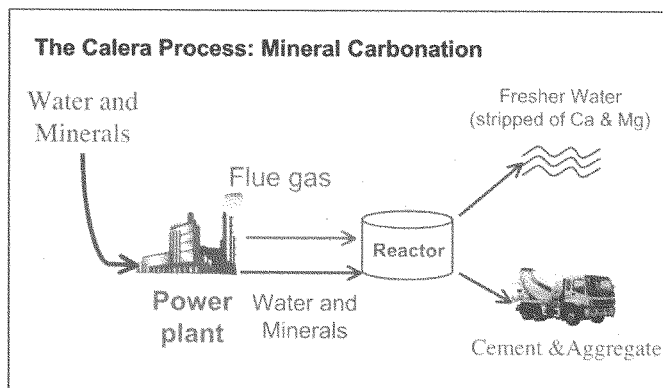 The Calera Process: Mineral Carbonation
Water and
Minerals
Fresher Water
(stripped of Ca & Mg)
Flue gas
Reactor
Power
plant
Water and
Minerals
Cement &Aggregate